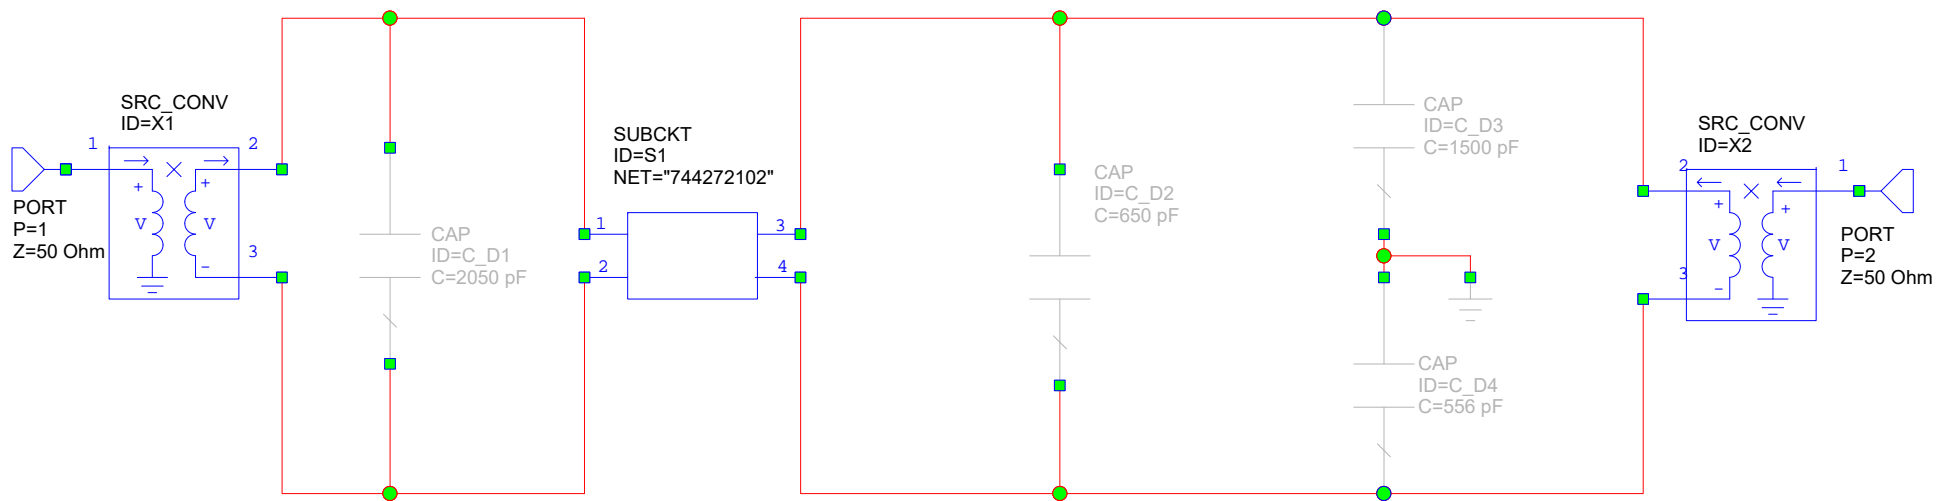 SRC_CONV
ID=X1
1
2
3
+
+
V
V
-
PORT
P=1
Z=50 Ohm
CAP
ID=C_D1
C=2050 pF
SUBCKT
ID=S1
NET="744272102"
1
2
3
4
CAP
ID=C_D2
C=650 pF
CAP
ID=C_D3
C=1500 pF
CAP
ID=C_D4
C=556 pF
SRC_CONV
ID=X2
2
1
3
+
+
V
V
-
PORT
P=2
Z=50 Ohm